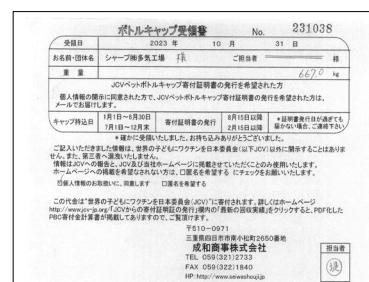 ボトルキャップ受領書 No. 231038
受領日 2023 年 10 月 31 日
お名前・団体名 シャープ㈱多気工場 様 ご担当者 様
重 量 667.0 kg
JCVペットボトルキャップ寄付証明書の発行を希望された方
個人情報の開示に同意された方で、JCVペットボトルキャップ寄付証明書の発行を希望された方は、
メールでお届けします。
キャップ持込日 1月1日～6月30日 寄付証明書の発行 8月15日以降 *証明書発行日が過ぎても
7月1日～12月末 2月15日以降 届かない場合、ご連絡下さい
*確かに受領いたしました。お持ち込みありがとうございました。
ご記入いただきました情報は、世界の子どもにワクチンを日本委員会(以下JCV)以外に開示することはありま
せん。また、第三者へ漏洩いたしません。
情報はJCVへの報告と、JCV及び当社ホームページに掲載させていただくことのみ使用いたします。
ホームページへの掲載を希望なされない方は、□匿名を希望する にチェックをお願いいたします。
☑個人情報のお取扱いに、同意します □匿名を希望する
この代金は"世界の子どもにワクチンを日本委員会(JCV)"に寄付されます。詳しくはホームページ
http://www.jcv-jp.org/「JCVからの寄付証明証の発行」欄内の「最新の回収実績」をクリックすると、PDF化した
PBC寄付金計算書が掲載してありますので、ご覧頂けます。
〒510-0971
三重県四日市市南小松町2650番地
成和商事株式会社
TEL 059(321)2733
FAX 059(322)1840
HP: http://www.seiwashouji.jp
担当者
堤